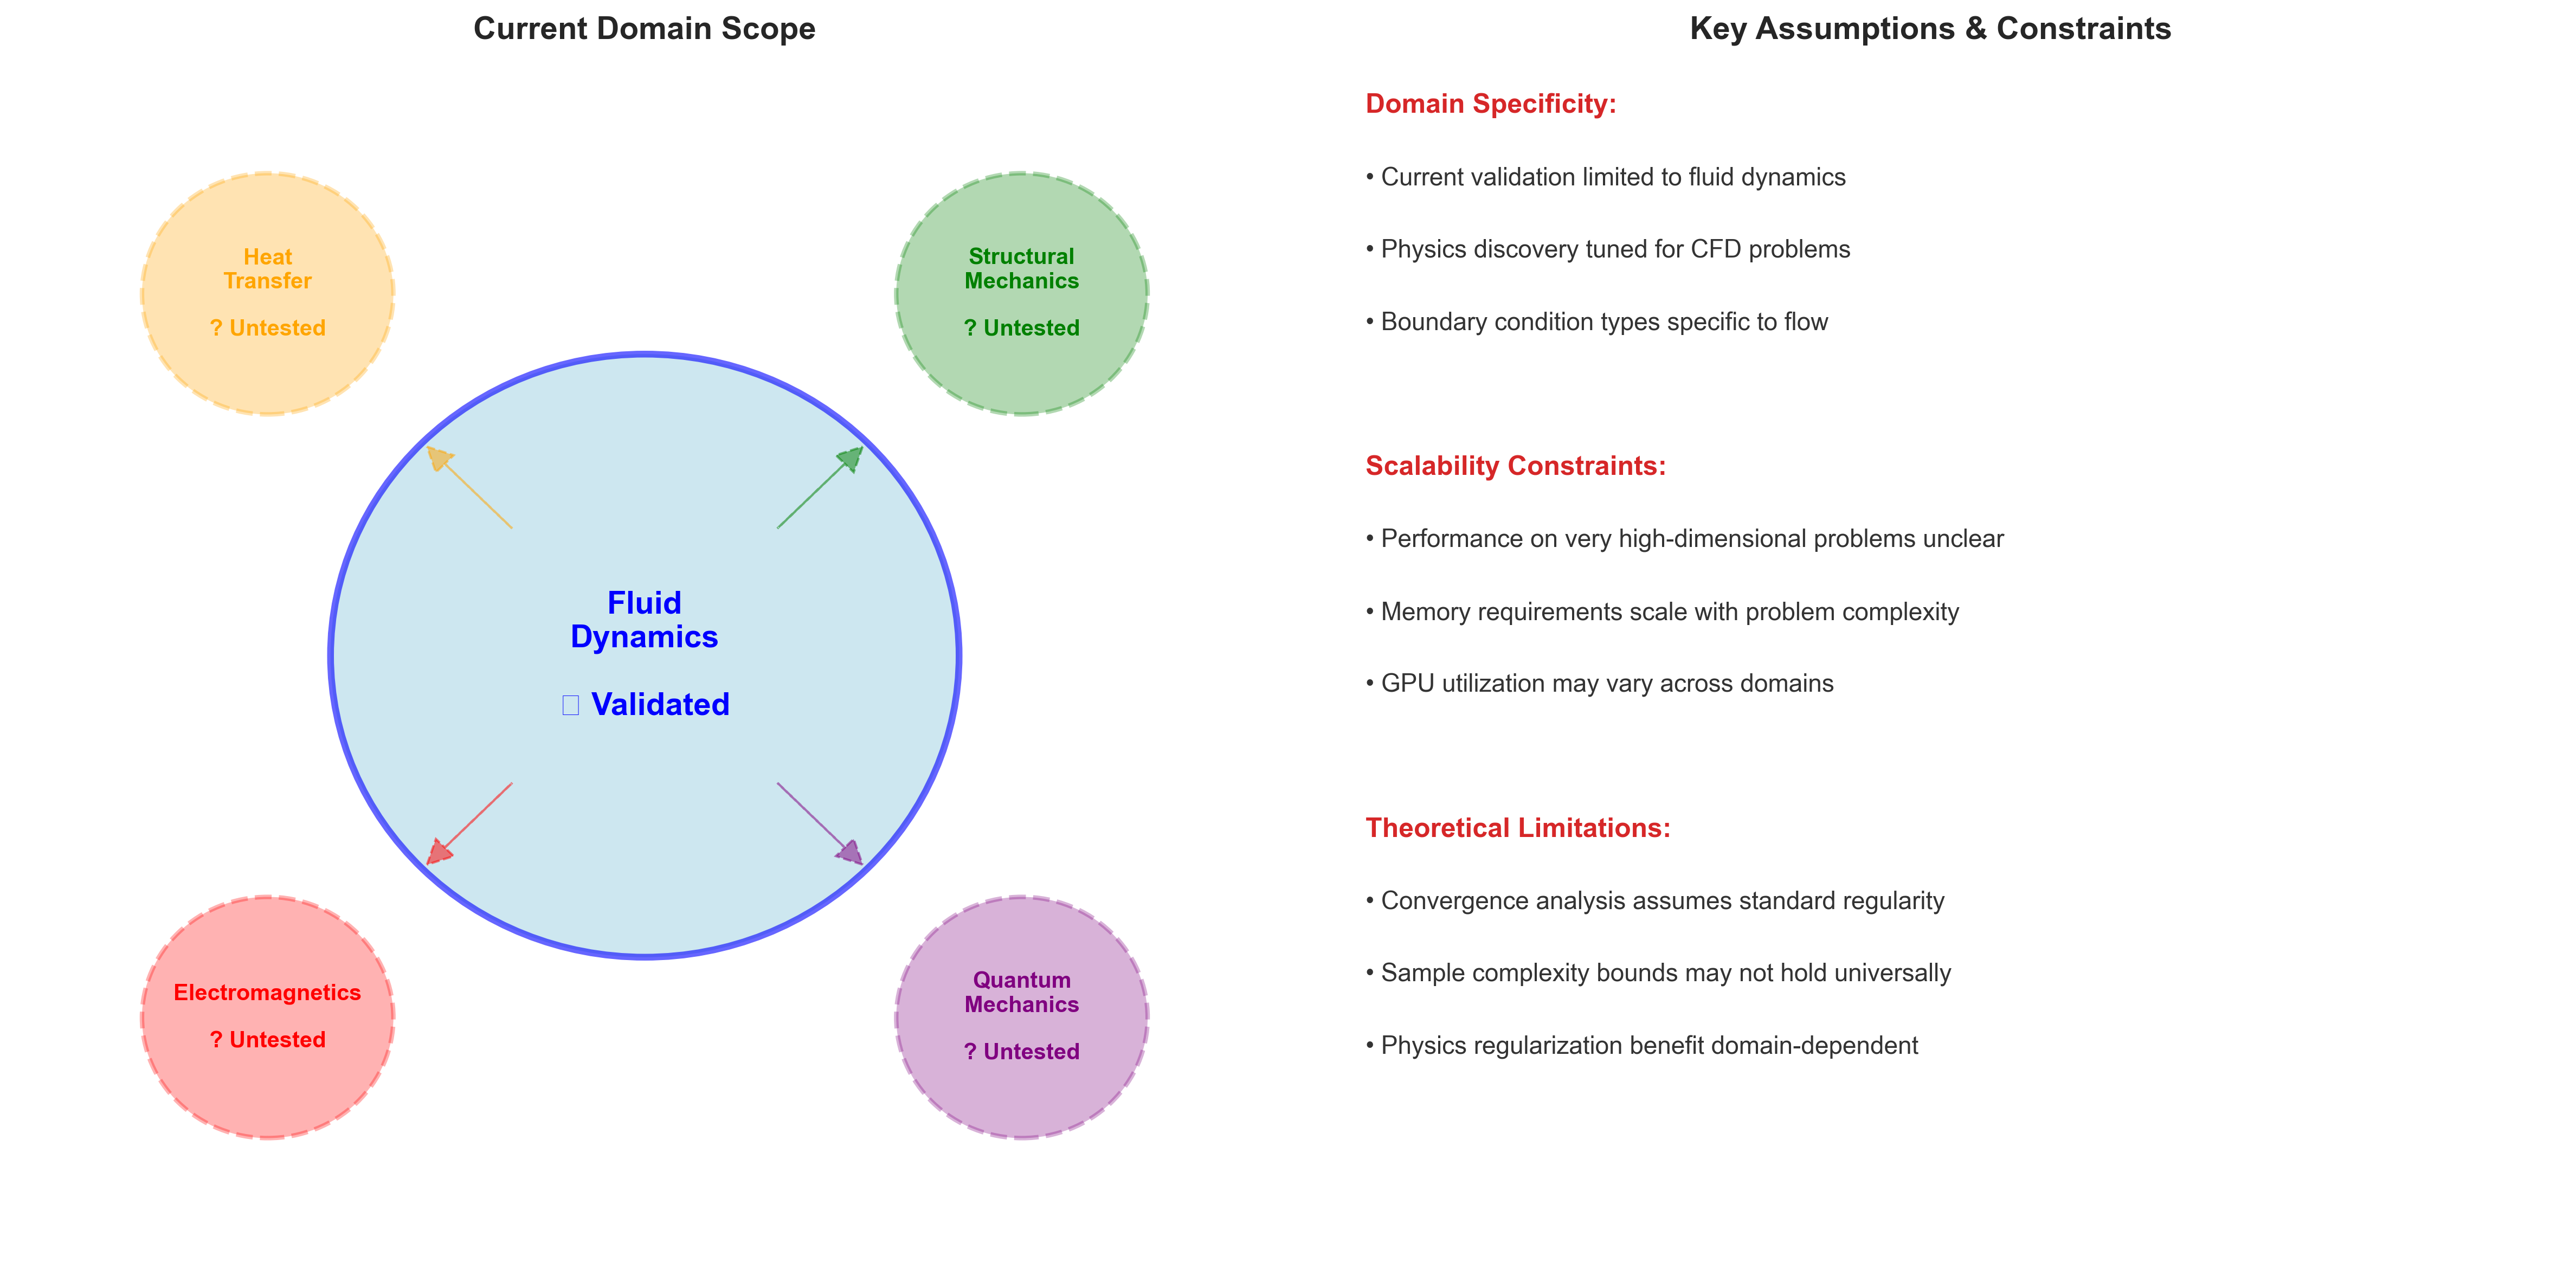 Current Domain Scope
Heat
Transfer
? Untested
Structural
Mechanics
? Untested
Fluid
Dynamics
▯ Validated
Electromagnetics
? Untested
Quantum
Mechanics
? Untested
Key Assumptions & Constraints
Domain Specificity:
• Current validation limited to fluid dynamics
• Physics discovery tuned for CFD problems
• Boundary condition types specific to flow
Scalability Constraints:
• Performance on very high-dimensional problems unclear
• Memory requirements scale with problem complexity
• GPU utilization may vary across domains
Theoretical Limitations:
• Convergence analysis assumes standard regularity
• Sample complexity bounds may not hold universally
• Physics regularization benefit domain-dependent